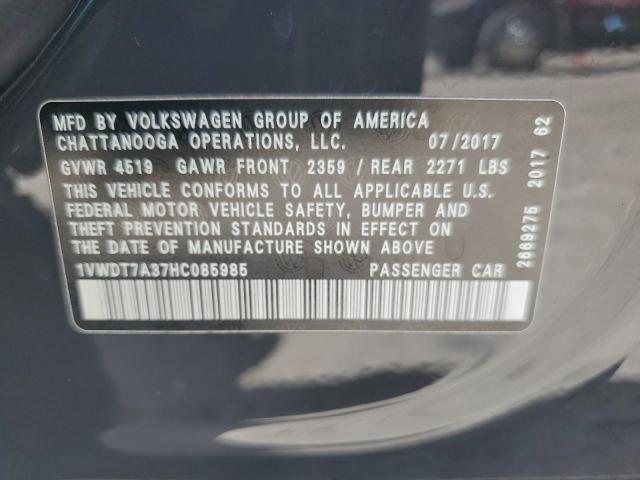 MFD BY VOLKSWAGEN GROUP OF AMERICA
CHATTANOOGA OPERATIONS, LLC. 07/2017
GVWR 4519 GAWR FRONT 2359 / REAR 2271 LBS
THIS VEHICLE CONFORMS TO ALL APPLICABLE U.S.
FEDERAL MOTOR VEHICLE SAFETY, BUMPER AND
THEFT PREVENTION STANDARDS IN EFFECT ON
THE DATE OF MANUFACTURE SHOWN ABOVE
1VWDT7A37HC085985 PASSENGER CAR
2669275 2017 62